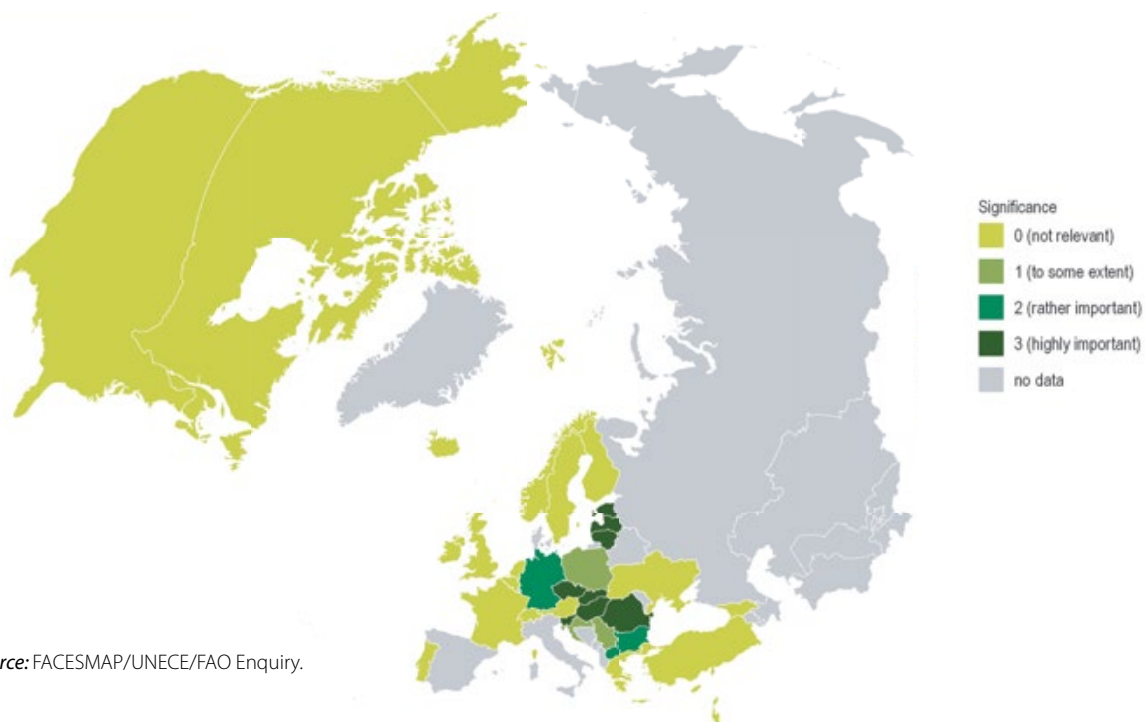 Significance
0 (not relevant)
1 (to some extent)
2 (rather important)
3 (highly important)
no data
rce: FACESMAP/UNECE/FAO Enquiry.